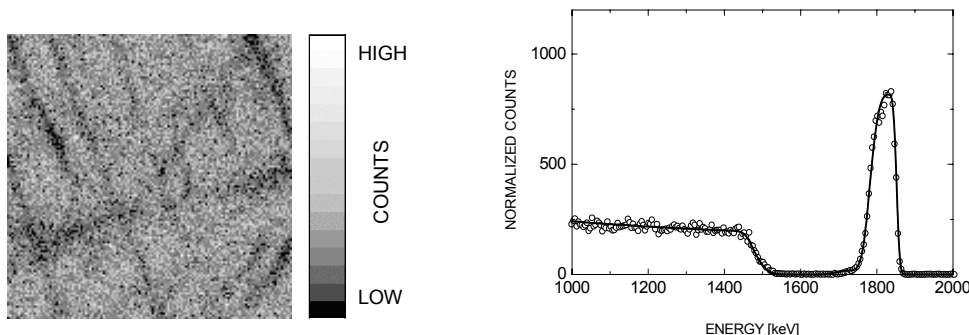 HIGH
COUNTS
LOW
NORMALIZED COUNTS
1000
500
0
1000 1200 1400 1600 1800 2000
ENERGY [keV]